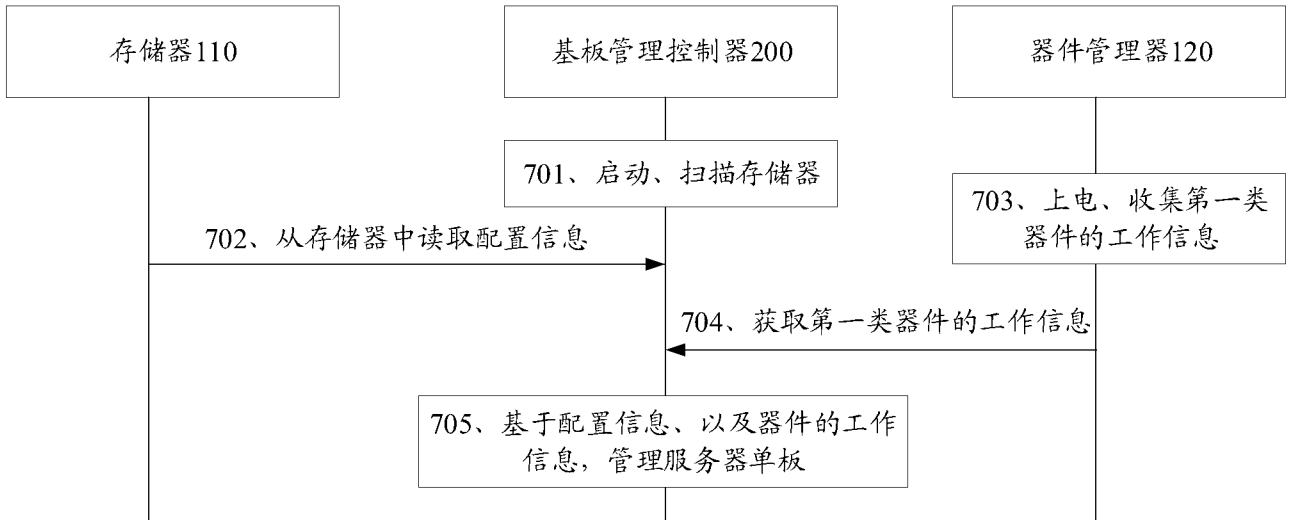 存储器110
基板管理控制器200
器件管理器120
701、启动、扫描存储器
702、从存储器中读取配置信息
703、上电、收集第一类
器件的工作信息
704、获取第一类器件的工作信息
705、基于配置信息、以及器件的工作
信息，管理服务器单板